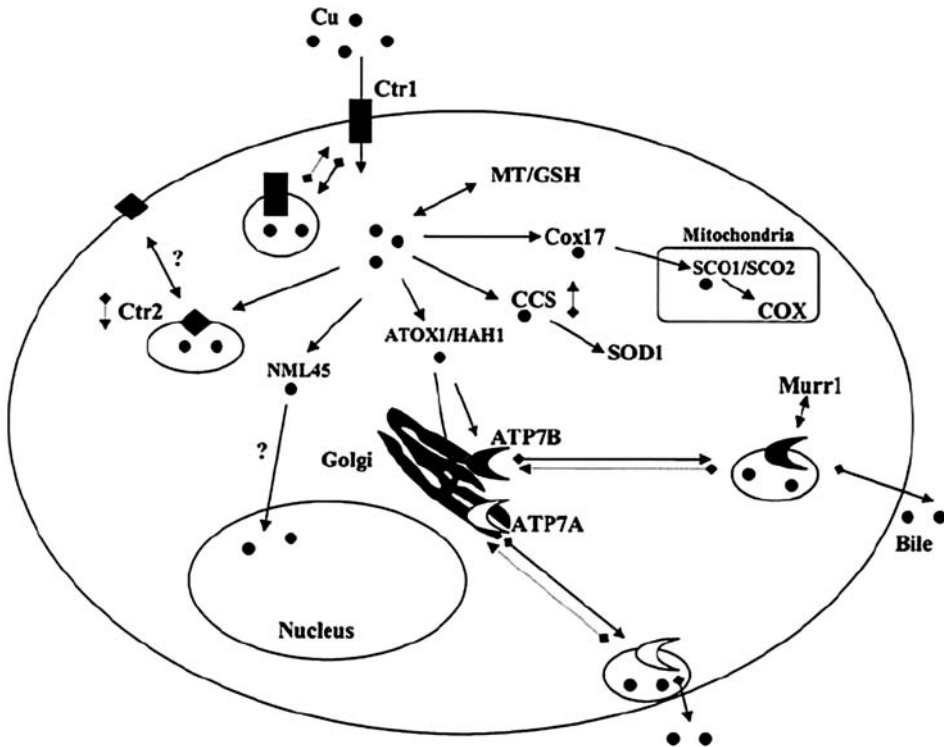 Cu
Ctr1
MT/GSH
Cox17
Mitochondria
SCO1/SCO2
COX
?
Ctr2
CCS
ATOX1/HAH1
SOD1
NML45
Murr1
ATP7B
?
Golgi
ATP7A
Bile
Nucleus